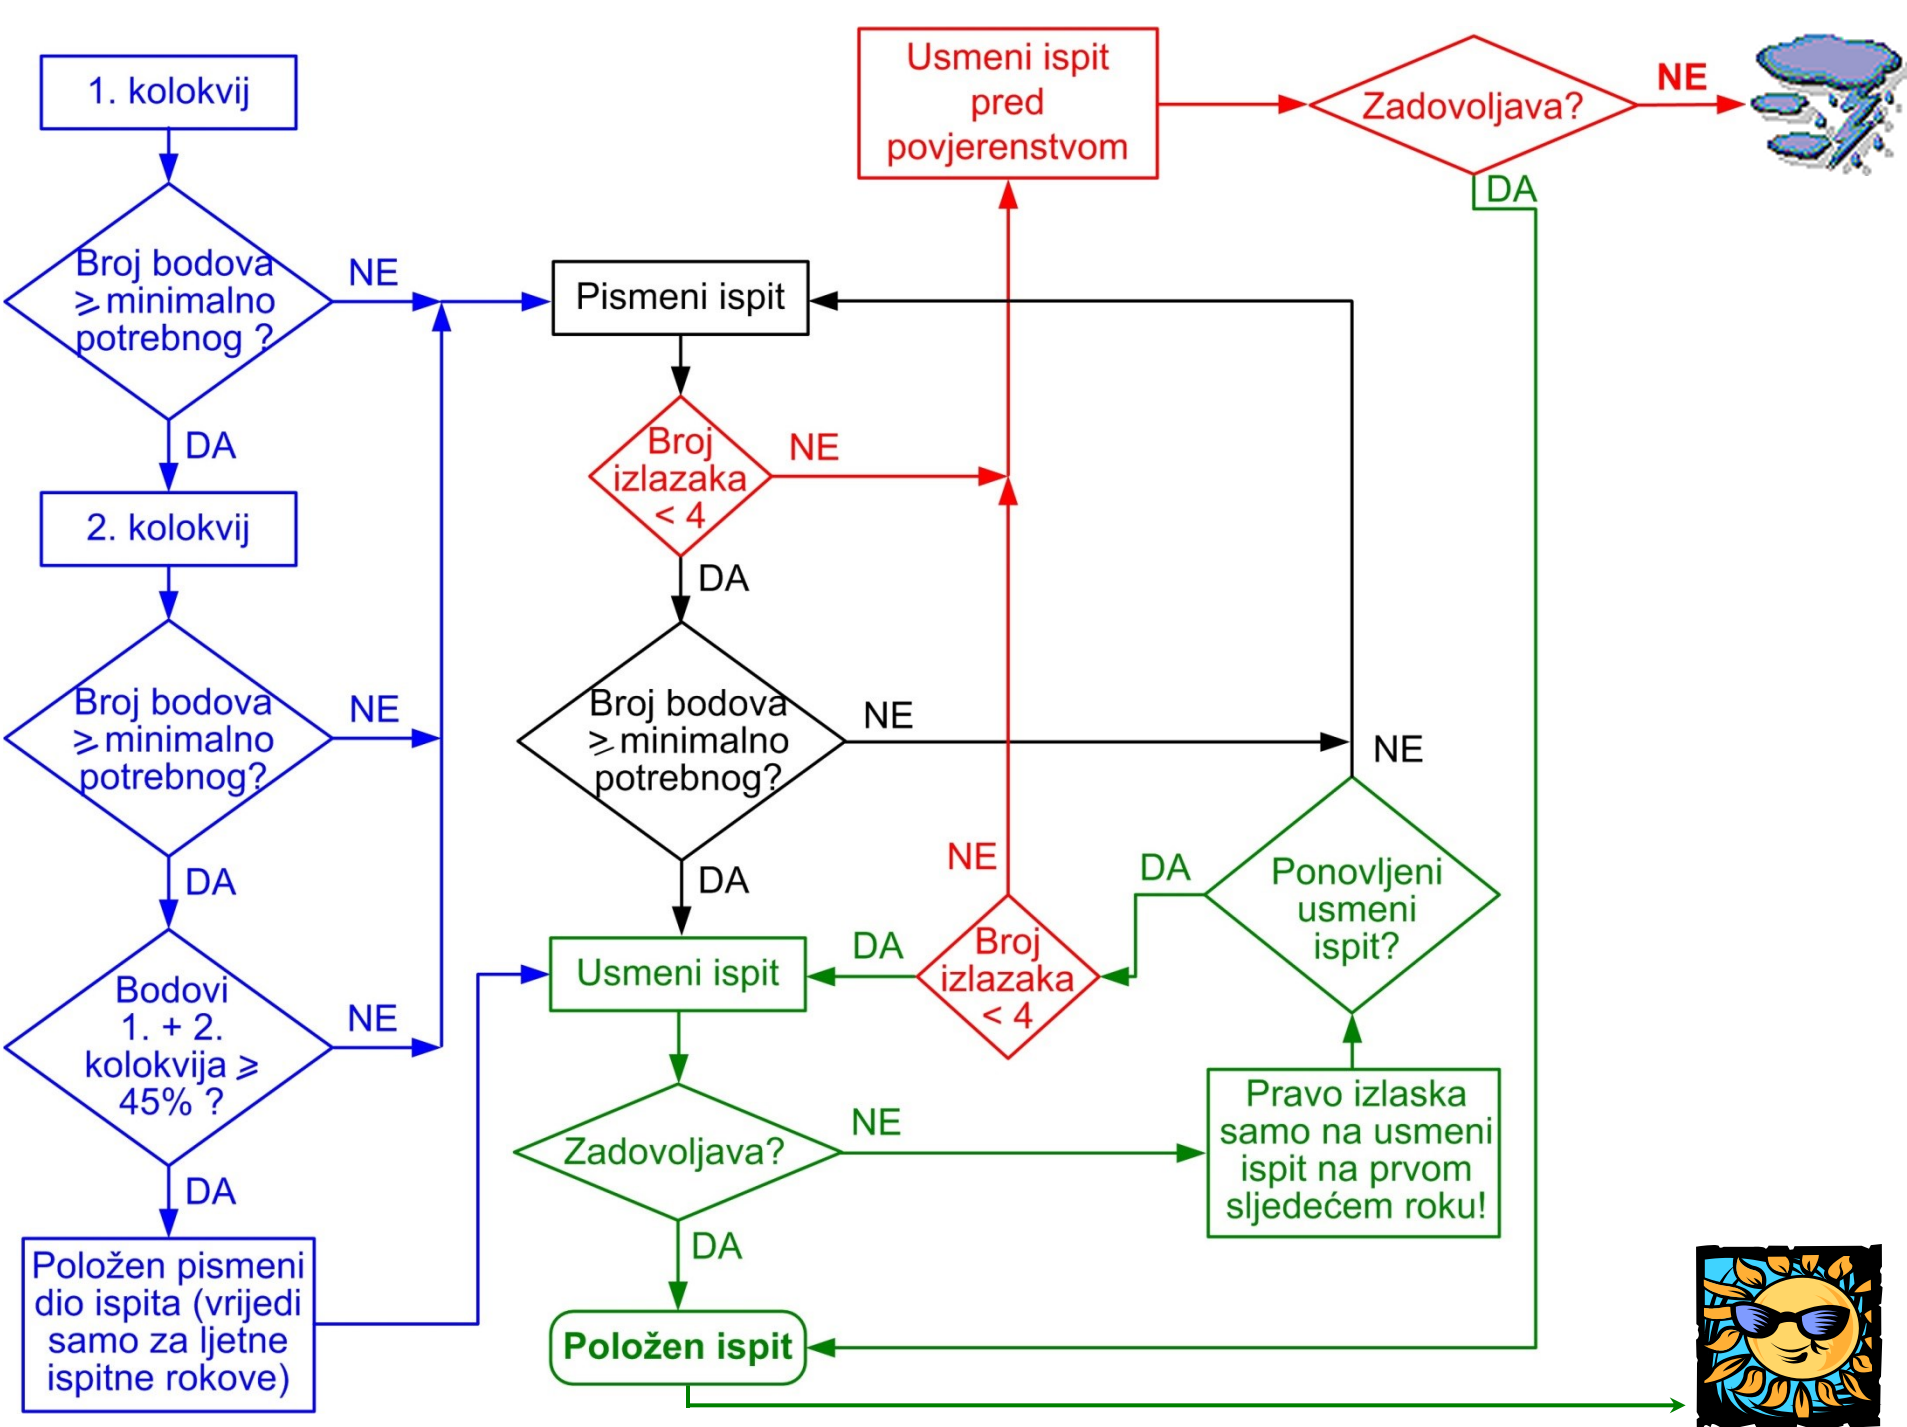 1. kolokvij
Broj bodova
⩾ minimalno
potrebnog ?
NE
DA
2. kolokvij
Broj bodova
⩾ minimalno
potrebnog?
NE
DA
Bodovi
1. + 2.
kolokvija ⩾
45% ?
NE
DA
Položen pismeni
dio ispita (vrijedi
samo za ljetne
ispitne rokove)
Pismeni ispit
Broj
izlazaka
< 4
NE
DA
Broj bodova
⩾ minimalno
potrebnog?
NE
DA
Usmeni ispit
Zadovoljava?
NE
DA
Položen ispit
Usmeni ispit
pred
povjerenstvom
Zadovoljava?
NE
DA
NE
Ponovljeni
usmeni
ispit?
DA
NE
Broj
izlazaka
< 4
DA
Pravo izlaska
samo na usmeni
ispit na prvom
sljedećem roku!